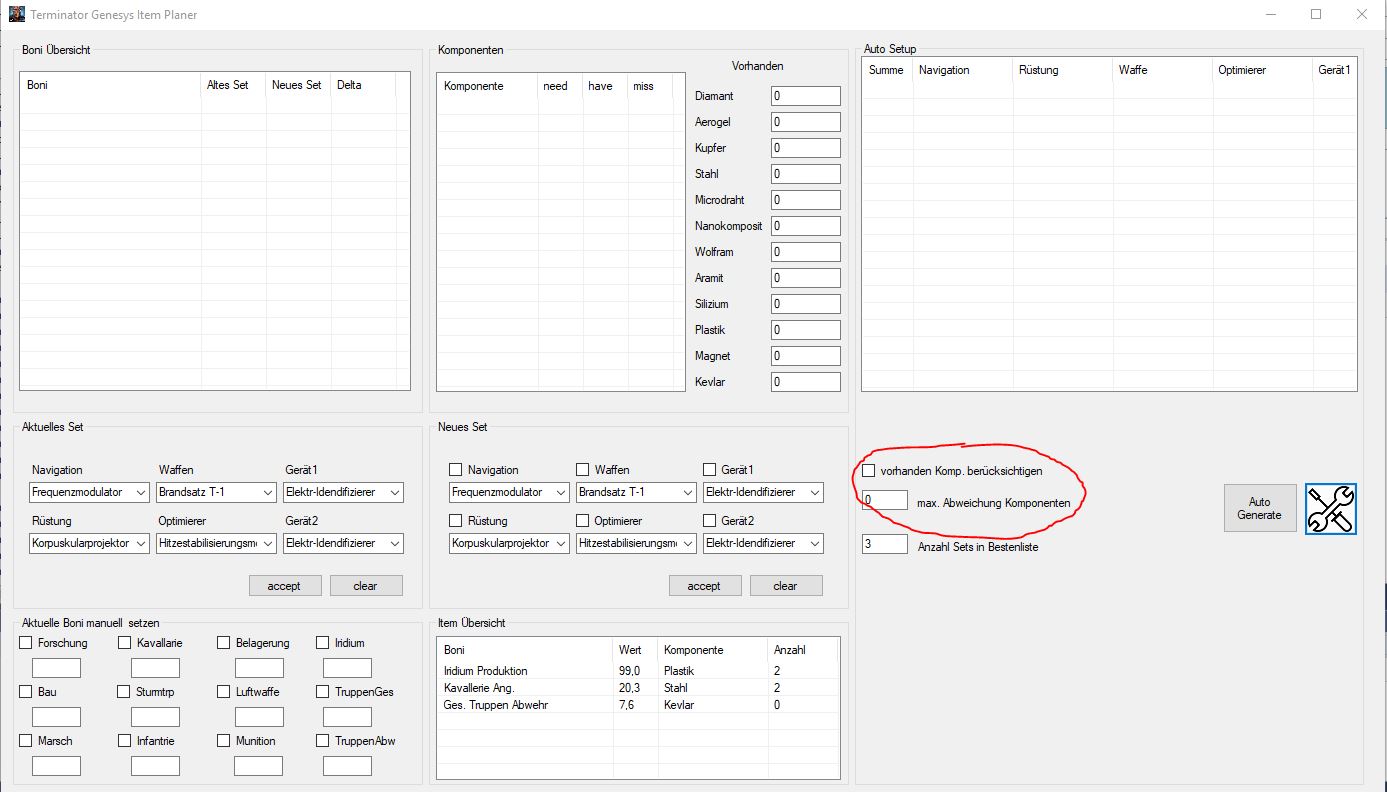 Terminator Genesys Item Planer
Boni Übersicht
Boni Altes Set Neues Set Delta
Komponenten
Komponente need have miss
Vorhanden
Diamant 0
Aerogel 0
Kupfer 0
Stahl 0
Microdraht 0
Nanokomposit 0
Wolfram 0
Aramit 0
Silizium 0
Plastik 0
Magnet 0
Kevlar 0
Auto Setup
Summe Navigation Rüstung Waffe Optimierer Gerät1
Aktuelles Set
Navigation Waffen Gerät1
Frequenzmodulator Brandsatz T-1 Elektr-Idendifizierer
Rüstung Optimierer Gerät2
Korpuskularprojektor Hitzestabilisierungsm Elektr-Idendifizierer
accept clear
Neues Set
Navigation Waffen Gerät1
Frequenzmodulator Brandsatz T-1 Elektr-Idendifizierer
Rüstung Optimierer Gerät2
Korpuskularprojektor Hitzestabilisierungsm Elektr-Idendifizierer
accept clear
vorhanden Komp. berücksichtigen
0 max. Abweichung Komponenten
3 Anzahl Sets in Bestenliste
Auto
Generate
Aktuelle Boni manuell setzen
Forschung Kavallarie Belagerung Iridium
Bau Sturmtrp Luftwaffe TruppenGes
Marsch Infantrie Munition TruppenAbw
Item Übersicht
Boni Wert Komponente Anzahl
Iridium Produktion 99,0 Plastik 2
Kavallerie Ang. 20,3 Stahl 2
Ges. Truppen Abwehr 7,6 Kevlar 0